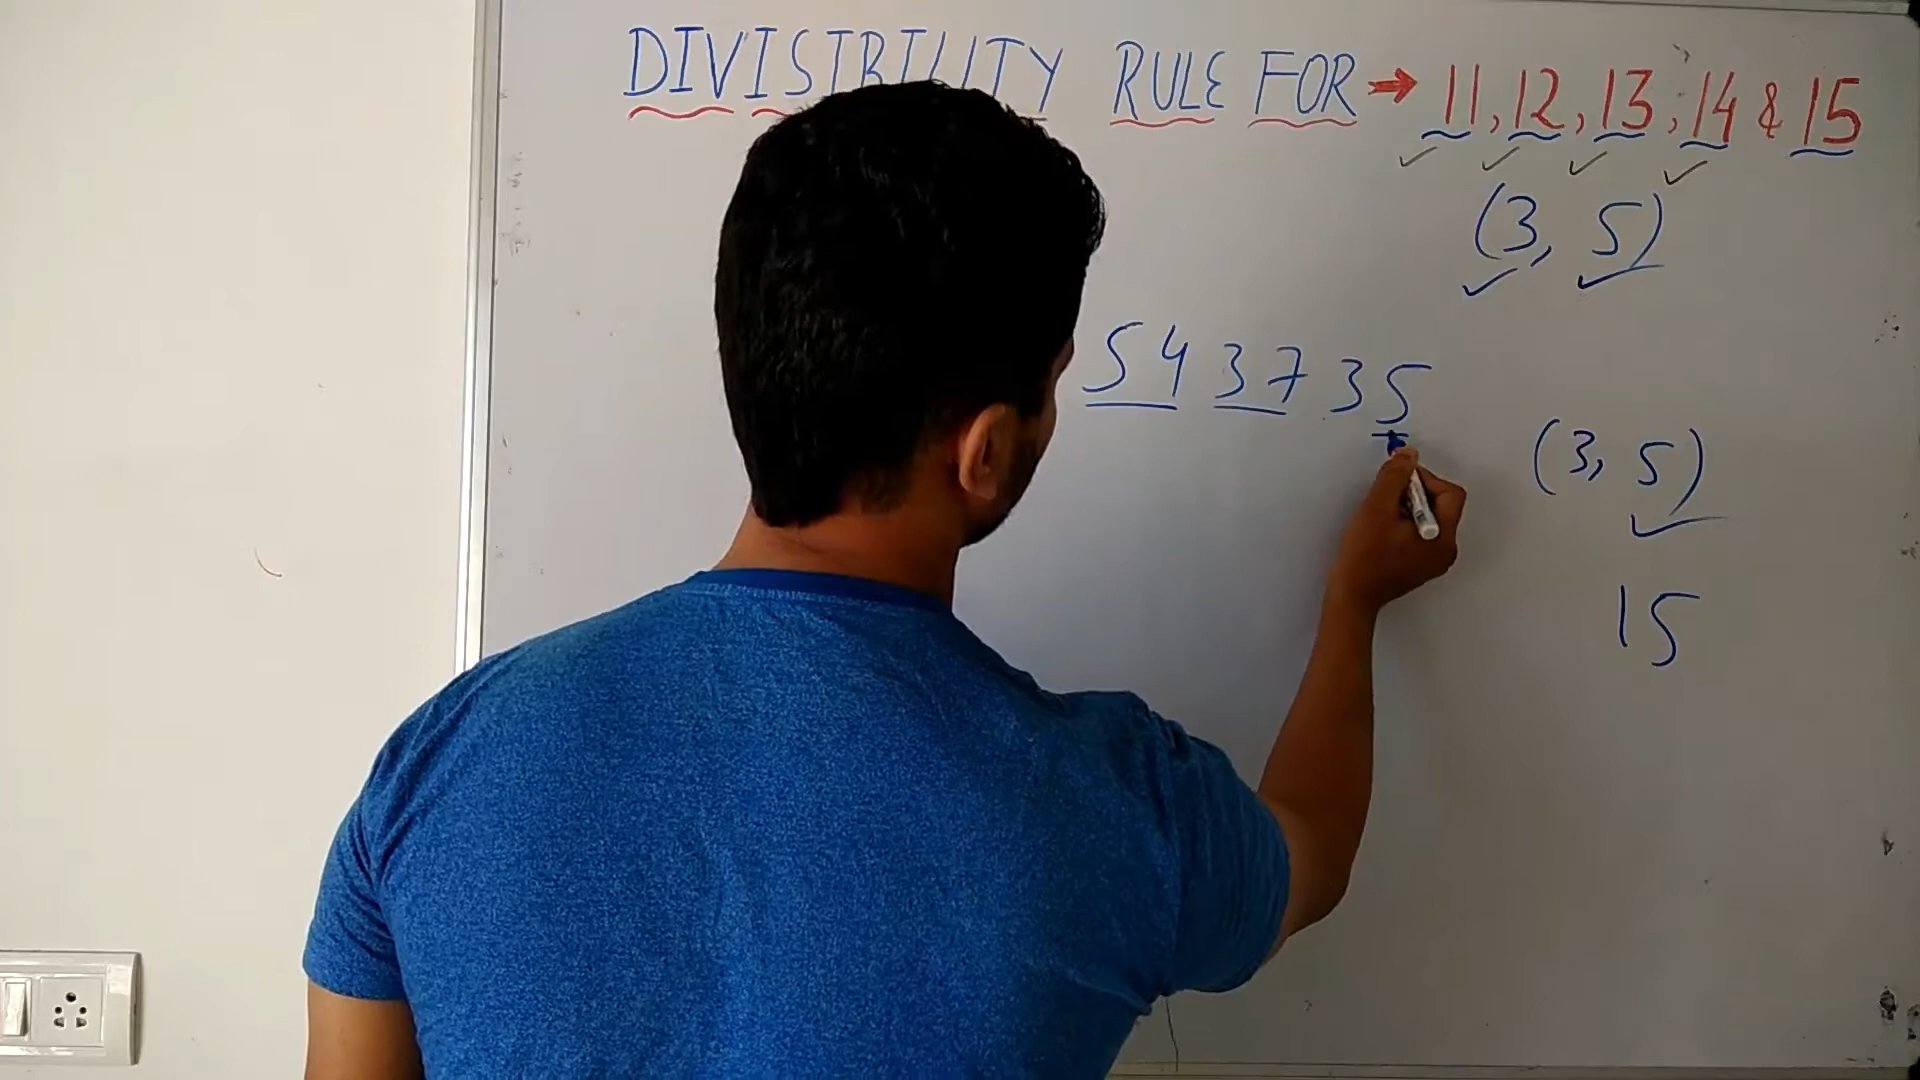 DIVISIBILITY RULE FOR → 11, 12, 13, 14 & 15
(3, 5)
543735
(3, 5)
15